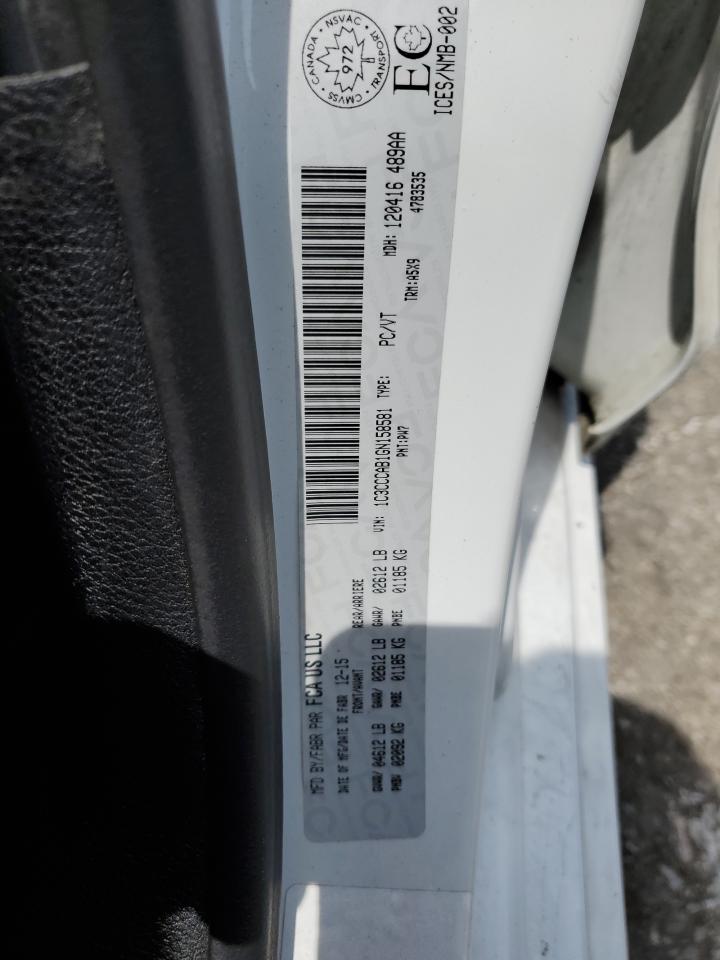 MFD BY/FABR PAR FCA US LLC
DATE OF MFG/DATE DE FABR 12-15
FRONT/AVANT REAR/ARRIERE
GAWR/ 04612 LB GAWR/ 02612 LB GAWR/ 02612 LB
PNBV 02092 KG PNBE 01185 KG PNBE 01185 KG
VIN: 1C3CCCAB1GN158581 TYPE: PC/VT MDH: 120416 489AA
PNT:PW7 TRM:A5X9 4783535
CANADA · NSVAC · TRANSPORT · CMVSS ·
972
EC
ICES/NMB-002